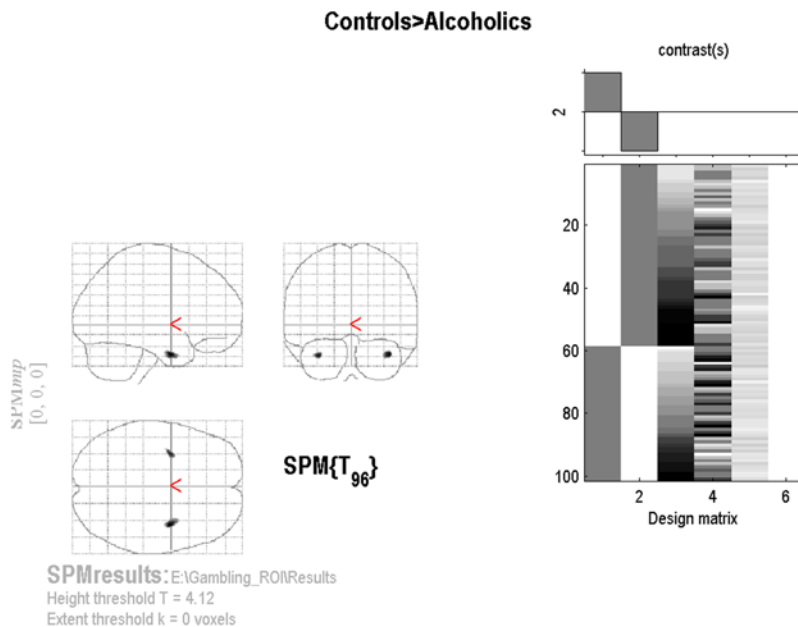 Controls>Alcoholics
contrast(s)
2
20
40
60
80
100
2 4 6
Design matrix
<
<
<
SPMmip
[0, 0, 0]
SPM{T96}
SPMresults: E:\Gambling_ROI\Results
Height threshold T = 4.12
Extent threshold k = 0 voxels